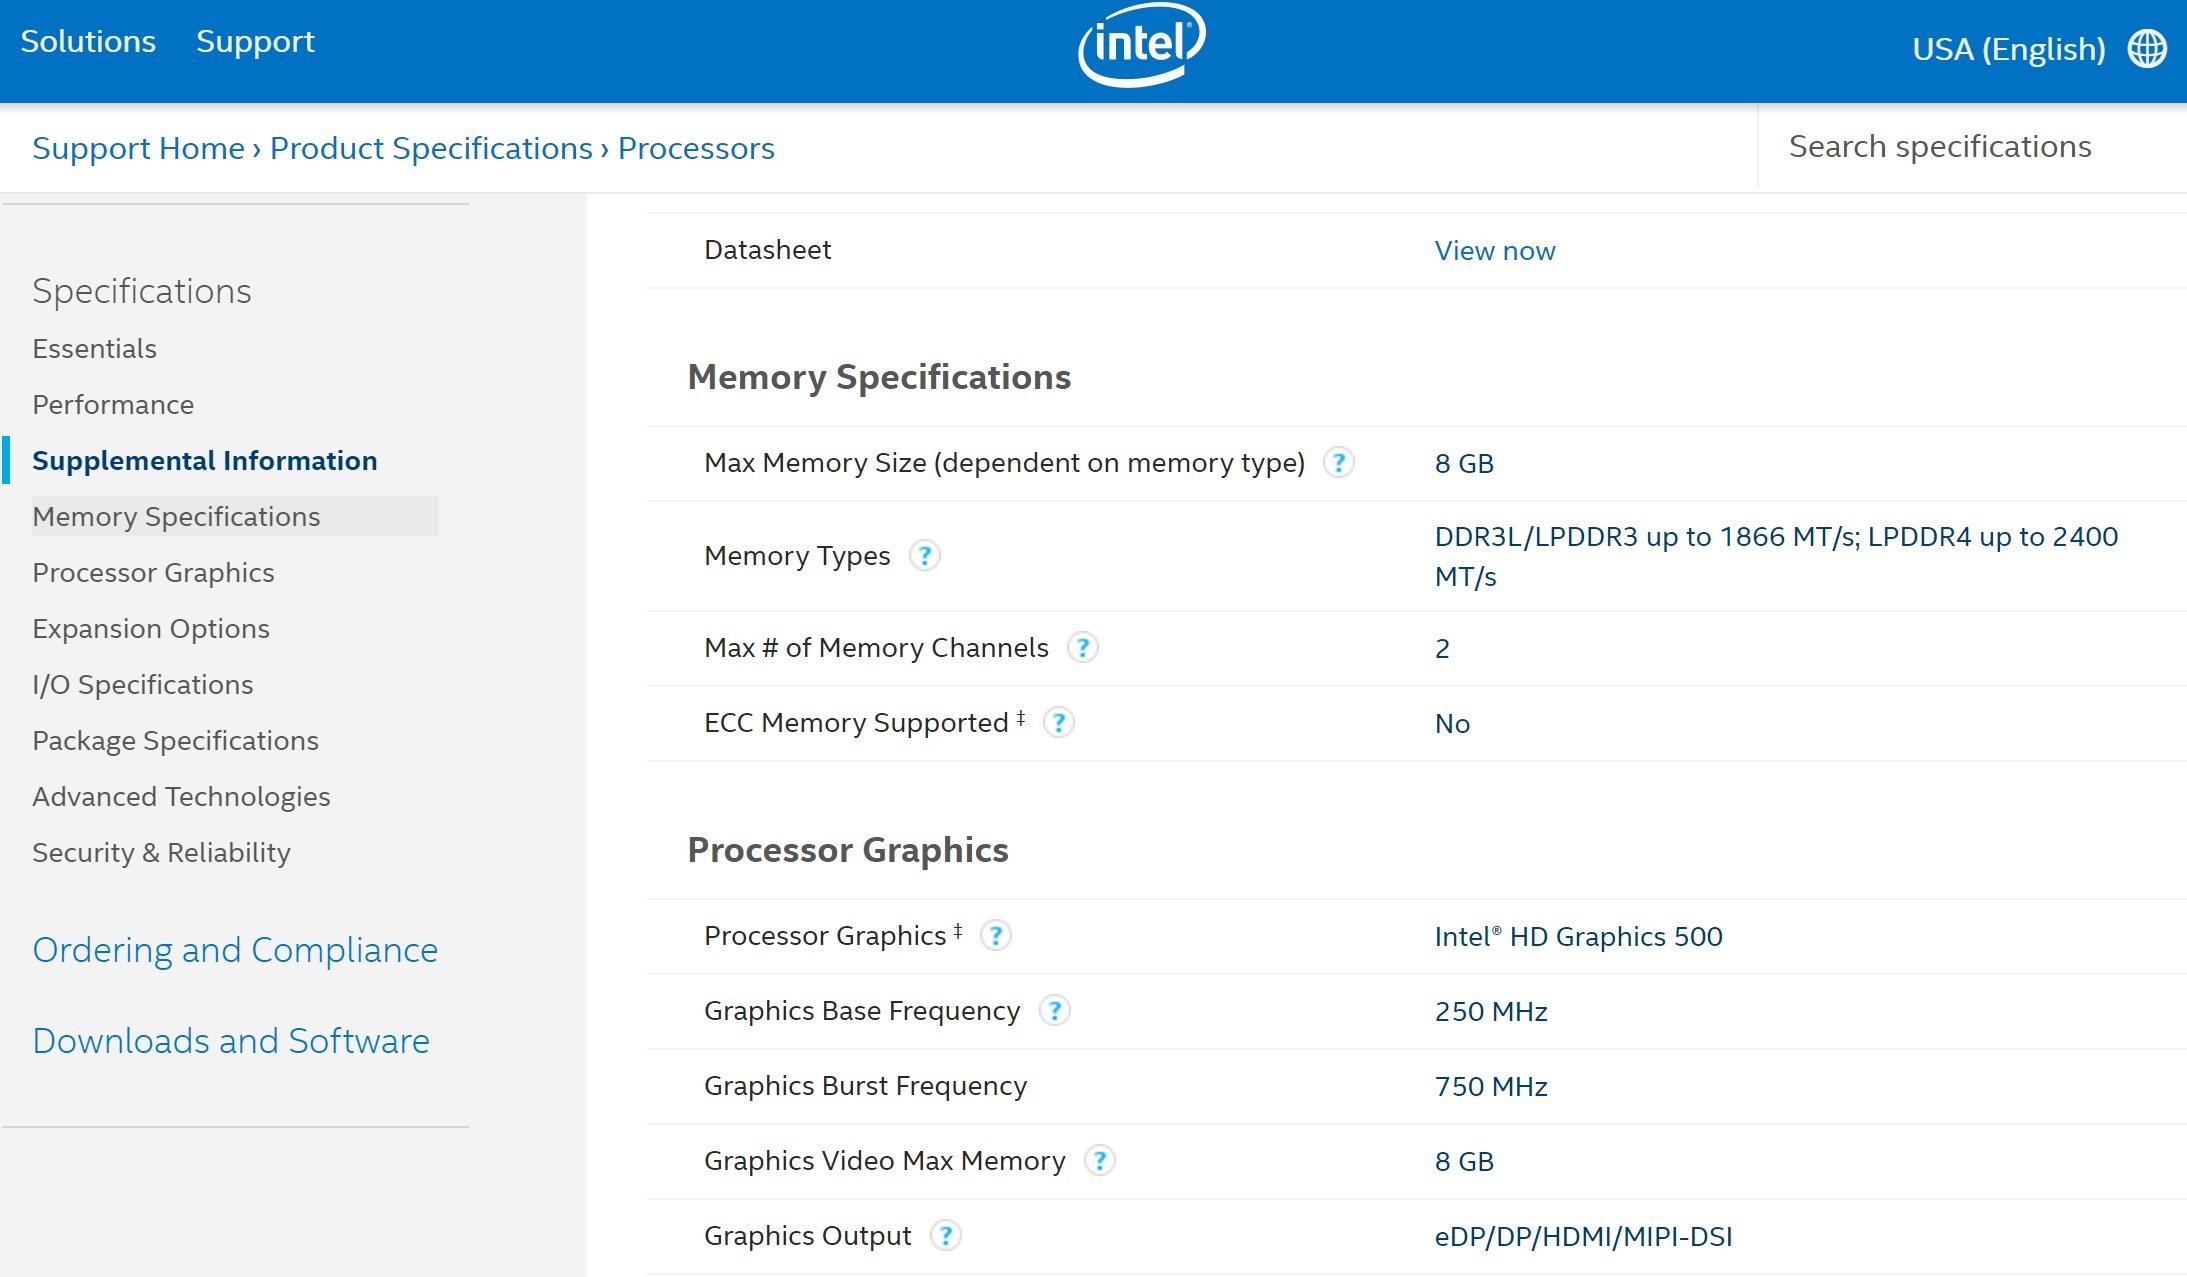 Solutions Support intel® USA (English)
Support Home › Product Specifications › Processors
Search specifications
Specifications
Essentials
Performance
Supplemental Information
Memory Specifications
Processor Graphics
Expansion Options
I/O Specifications
Package Specifications
Advanced Technologies
Security & Reliability
Ordering and Compliance
Downloads and Software
Datasheet View now
Memory Specifications
Max Memory Size (dependent on memory type) ? 8 GB
Memory Types ? DDR3L/LPDDR3 up to 1866 MT/s; LPDDR4 up to 2400
MT/s
Max # of Memory Channels ? 2
ECC Memory Supported ‡ ? No
Processor Graphics
Processor Graphics ‡ ? Intel® HD Graphics 500
Graphics Base Frequency ? 250 MHz
Graphics Burst Frequency 750 MHz
Graphics Video Max Memory ? 8 GB
Graphics Output ? eDP/DP/HDMI/MIPI-DSI